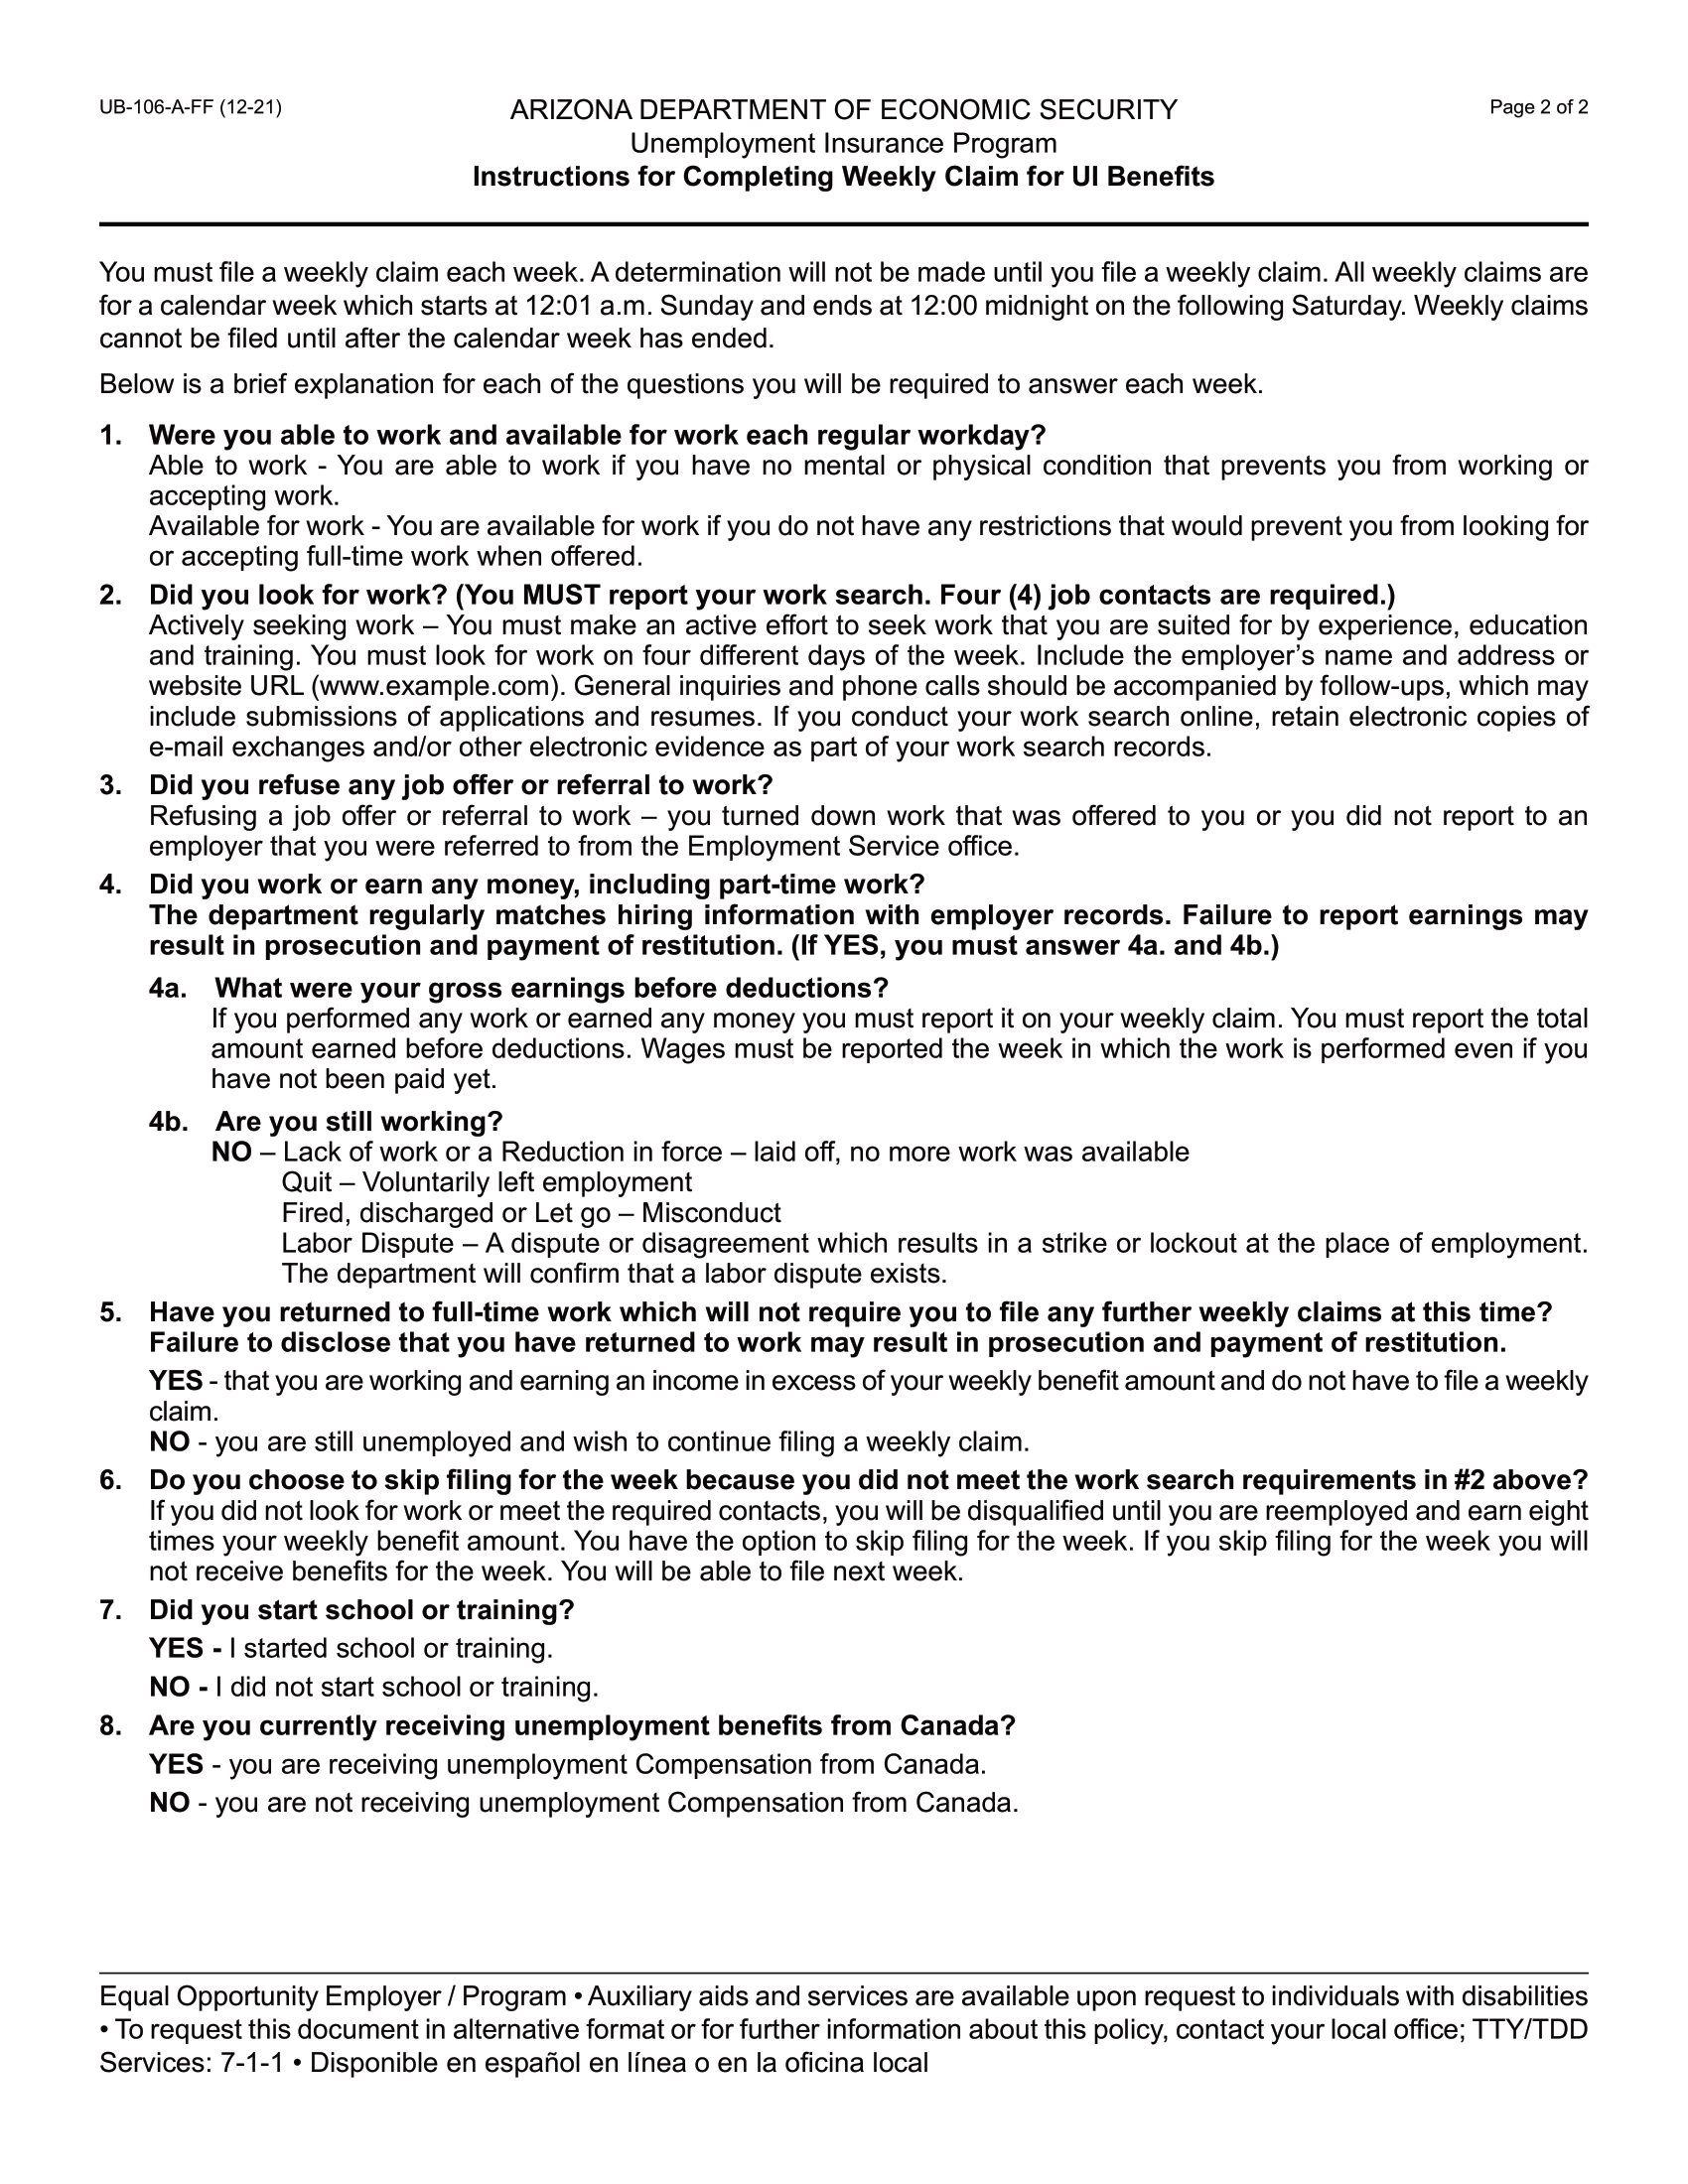 UB-106-A-FF (12-21)
ARIZONA DEPARTMENT OF ECONOMIC SECURITY
Page 2 of 2
Unemployment Insurance Program
Instructions for Completing Weekly Claim for UI Benefits
You must file a weekly claim each week. A determination will not be made until you file a weekly claim. All weekly claims are
for a calendar week which starts at 12:01 a.m. Sunday and ends at 12:00 midnight on the following Saturday. Weekly claims
cannot be filed until after the calendar week has ended.
Below is a brief explanation for each of the questions you will be required to answer each week.
1. Were you able to work and available for work each regular workday?
Able to work - You are able to work if you have no mental or physical condition that prevents you from working or
accepting work.
Available for work - You are available for work if you do not have any restrictions that would prevent you from looking for
or accepting full-time work when offered.
2. Did you look for work? (You MUST report your work search. Four (4) job contacts are required.)
Actively seeking work – You must make an active effort to seek work that you are suited for by experience, education
and training. You must look for work on four different days of the week. Include the employer’s name and address or
website URL (www.example.com). General inquiries and phone calls should be accompanied by follow-ups, which may
include submissions of applications and resumes. If you conduct your work search online, retain electronic copies of
e-mail exchanges and/or other electronic evidence as part of your work search records.
3. Did you refuse any job offer or referral to work?
Refusing a job offer or referral to work – you turned down work that was offered to you or you did not report to an
employer that you were referred to from the Employment Service office.
4. Did you work or earn any money, including part-time work?
The department regularly matches hiring information with employer records. Failure to report earnings may
result in prosecution and payment of restitution. (If YES, you must answer 4a. and 4b.)
4a. What were your gross earnings before deductions?
If you performed any work or earned any money you must report it on your weekly claim. You must report the total
amount earned before deductions. Wages must be reported the week in which the work is performed even if you
have not been paid yet.
4b. Are you still working?
NO – Lack of work or a Reduction in force – laid off, no more work was available
Quit – Voluntarily left employment
Fired, discharged or Let go – Misconduct
Labor Dispute – A dispute or disagreement which results in a strike or lockout at the place of employment.
The department will confirm that a labor dispute exists.
5. Have you returned to full-time work which will not require you to file any further weekly claims at this time?
Failure to disclose that you have returned to work may result in prosecution and payment of restitution.
YES - that you are working and earning an income in excess of your weekly benefit amount and do not have to file a weekly
claim.
NO - you are still unemployed and wish to continue filing a weekly claim.
6. Do you choose to skip filing for the week because you did not meet the work search requirements in #2 above?
If you did not look for work or meet the required contacts, you will be disqualified until you are reemployed and earn eight
times your weekly benefit amount. You have the option to skip filing for the week. If you skip filing for the week you will
not receive benefits for the week. You will be able to file next week.
7. Did you start school or training?
YES - I started school or training.
NO - I did not start school or training.
8. Are you currently receiving unemployment benefits from Canada?
YES - you are receiving unemployment Compensation from Canada.
NO - you are not receiving unemployment Compensation from Canada.
Equal Opportunity Employer / Program • Auxiliary aids and services are available upon request to individuals with disabilities
• To request this document in alternative format or for further information about this policy, contact your local office; TTY/TDD
Services: 7-1-1 • Disponible en español en línea o en la oficina local